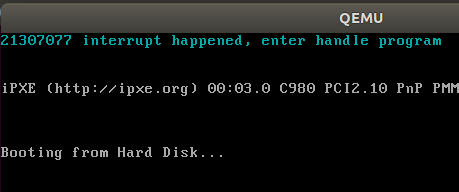 QEMU
21307077 interrupt happened, enter handle program
iPXE (http://ipxe.org) 00:03.0 C980 PCI2.10 PnP PMM
Booting from Hard Disk...